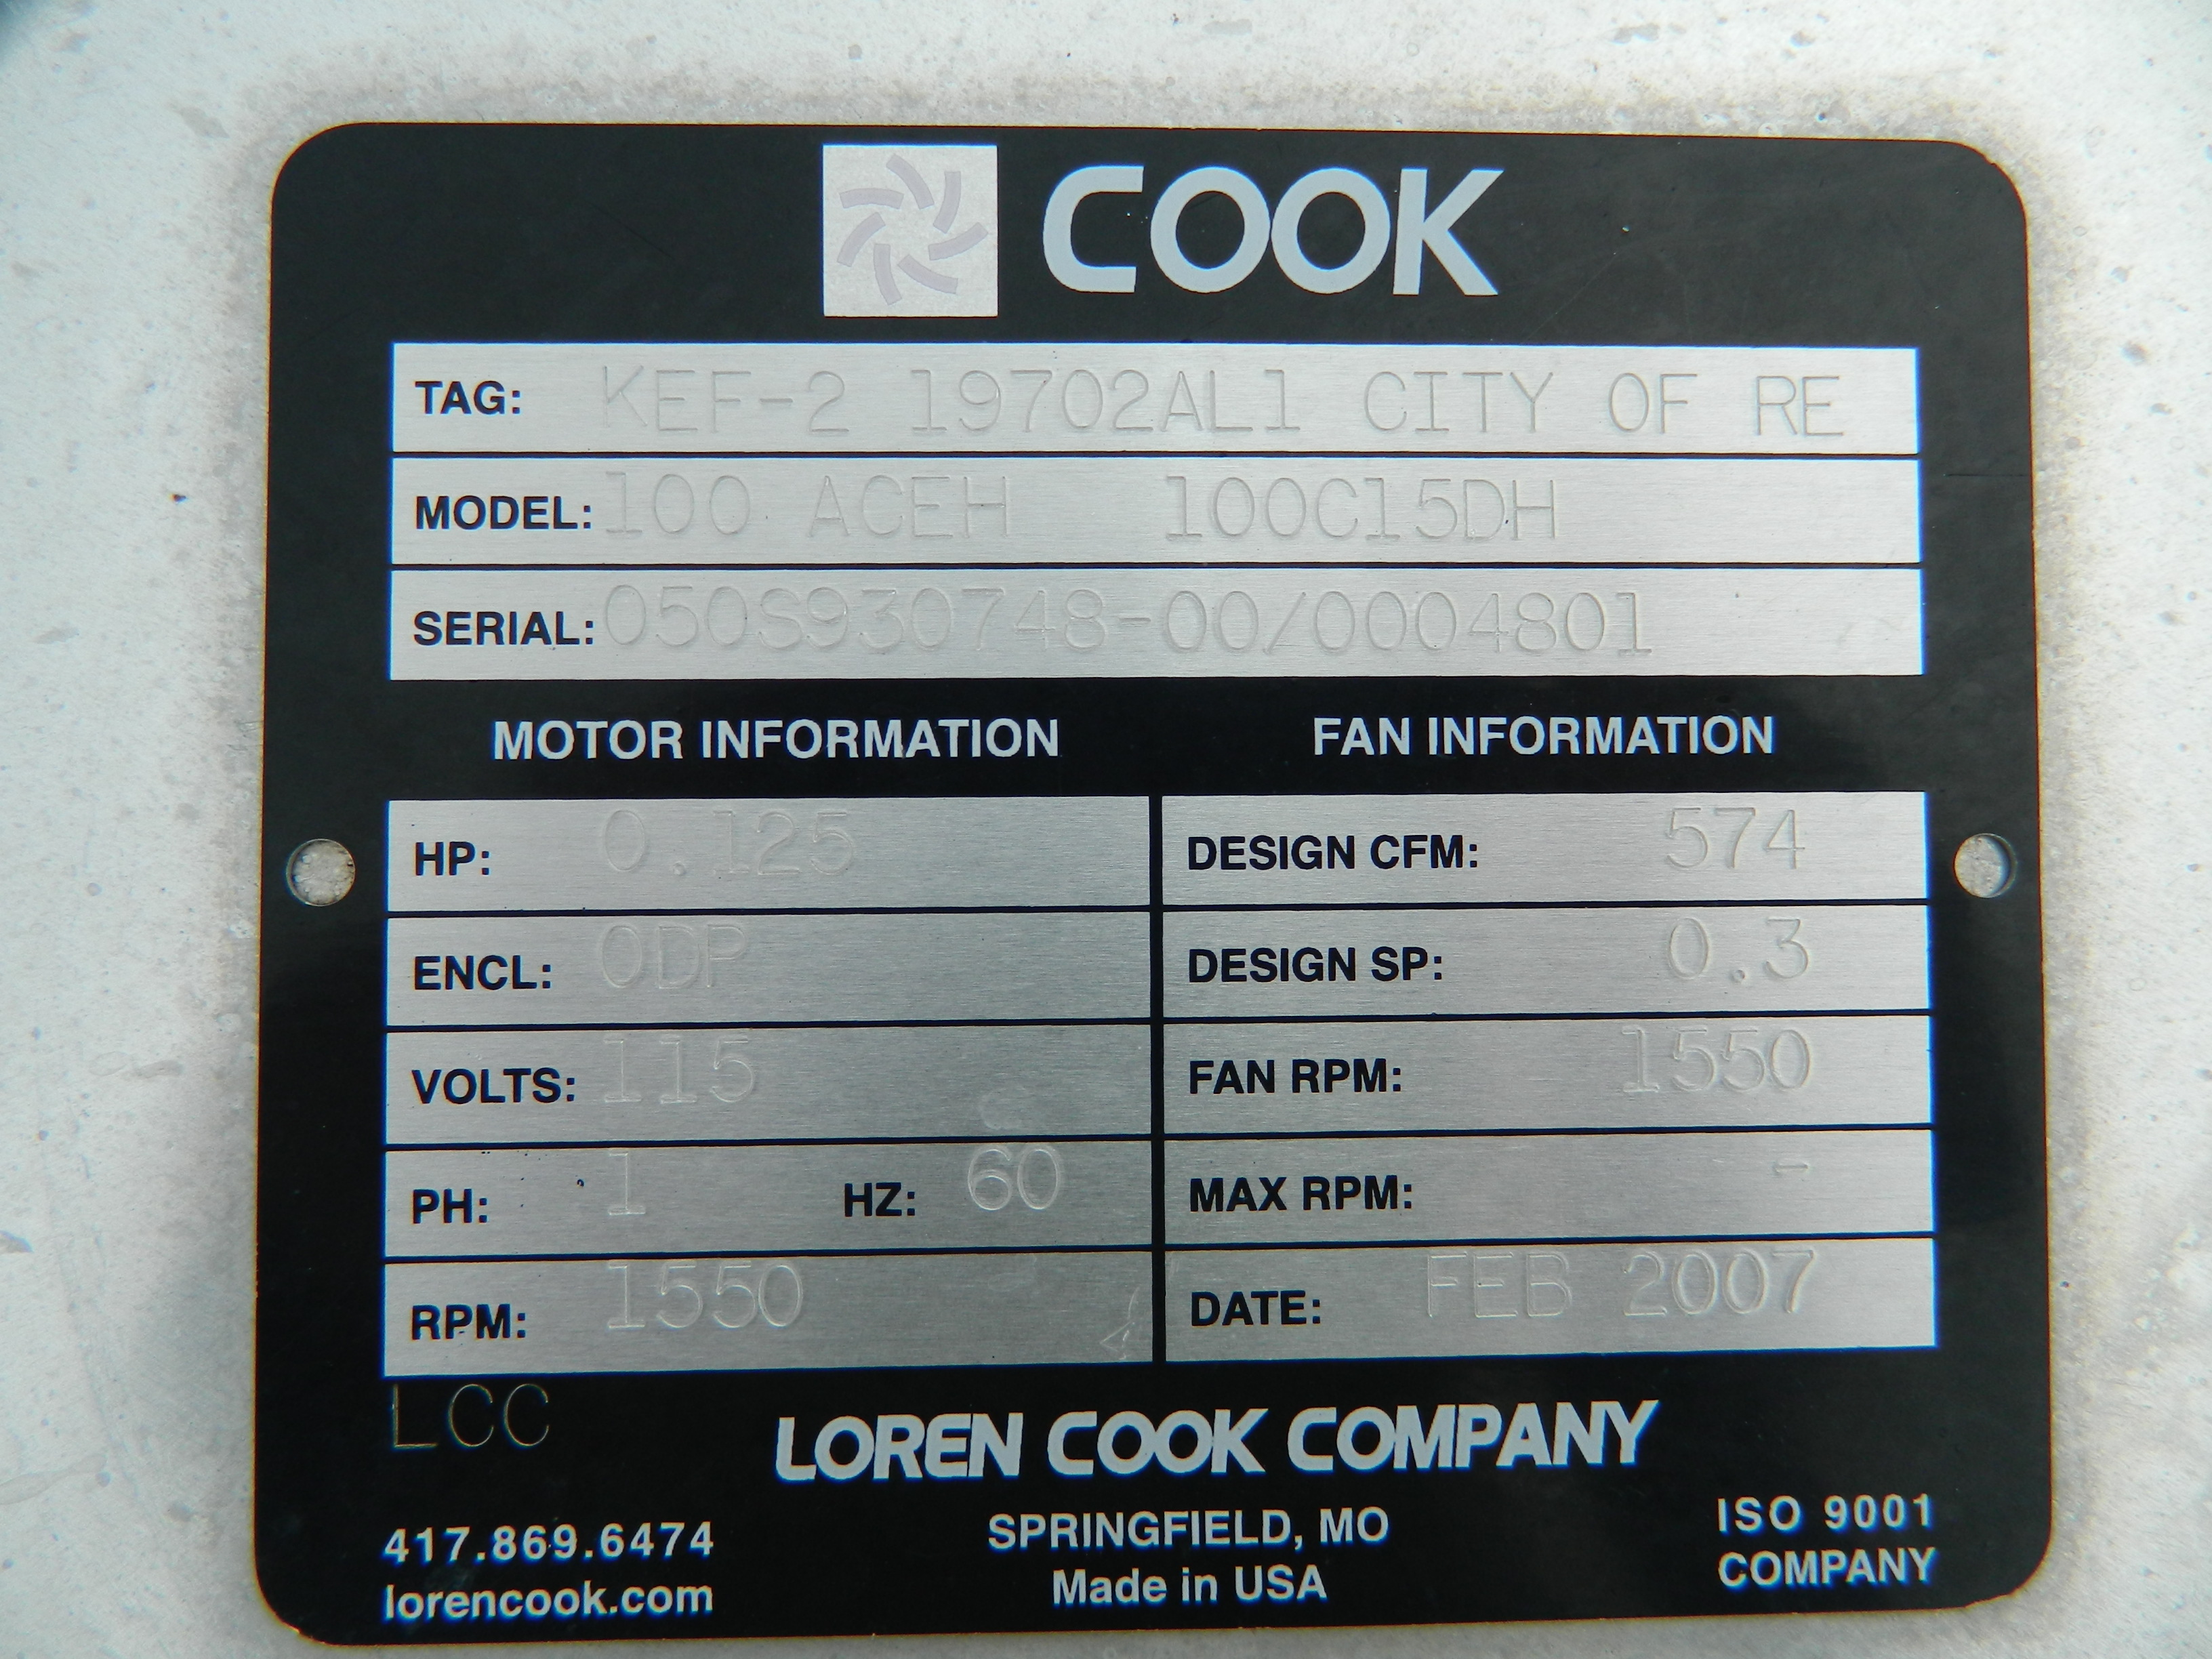 COOK
TAG: KEF-2 19702AL1 CITY OF RE
MODEL: 100 ACEH 100C15DH
SERIAL: 050S930748-00/0004801
MOTOR INFORMATION
HP: 0.125
ENCL: ODP
VOLTS: 115
PH: 1 HZ: 60
RPM: 1550
FAN INFORMATION
DESIGN CFM: 574
DESIGN SP: 0.3
FAN RPM: 1550
MAX RPM: -
DATE: FEB 2007
LCC
LOREN COOK COMPANY
417.869.6474
lorencook.com
SPRINGFIELD, MO
Made in USA
ISO 9001
COMPANY